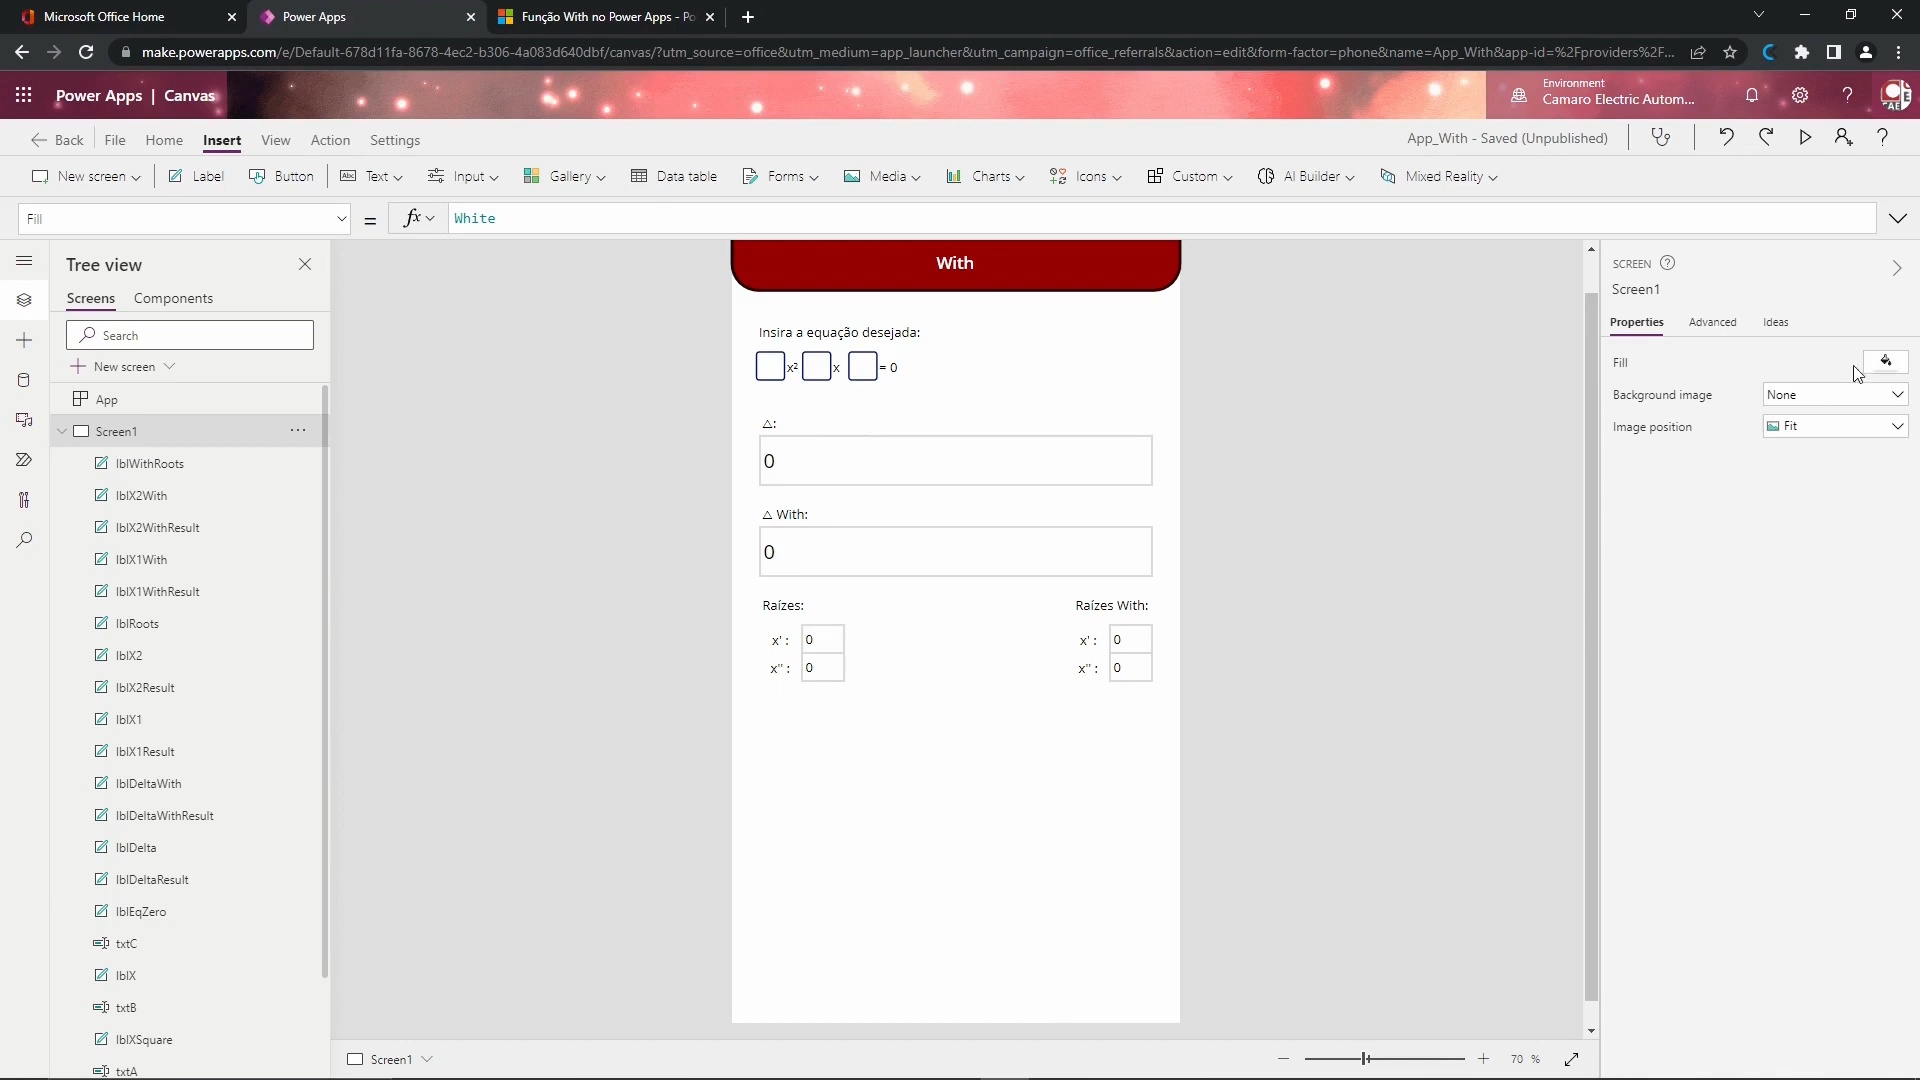 Microsoft Office Home
Power Apps
Função With no Power Apps - Po
make.powerapps.com/e/Default-678d11fa-8678-4ec2-b306-4a083d640dbf/canvas/?utm_source=office&utm_medium=app_launcher&utm_campaign=office_referrals&action=edit&form-factor=phone&name=App_With&app-id=%2Fproviders%2F...
Power Apps | Canvas
Environment
Camaro Electric Autom...
AE
Back File Home Insert View Action Settings
App_With - Saved (Unpublished)
New screen Label Button Abc Text Input Gallery Data table Forms Media Charts Icons Custom AI Builder Mixed Reality
Fill = fx White
Tree view
Screens Components
Search
New screen
App
Screen1 ...
lblWithRoots
lblX2With
lblX2WithResult
lblX1With
lblX1WithResult
lblRoots
lblX2
lblX2Result
lblX1
lblX1Result
lblDeltaWith
lblDeltaWithResult
lblDelta
lblDeltaResult
lblEqZero
txtC
lblX
txtB
lblXSquare
txtA
With
Insira a equação desejada:
x² x = 0
△:
0
△ With:
0
Raízes: Raízes With:
x': 0 x': 0
x": 0 x": 0
SCREEN
Screen1
Properties Advanced Ideas
Fill
Background image None
Image position Fit
Screen1
70 %